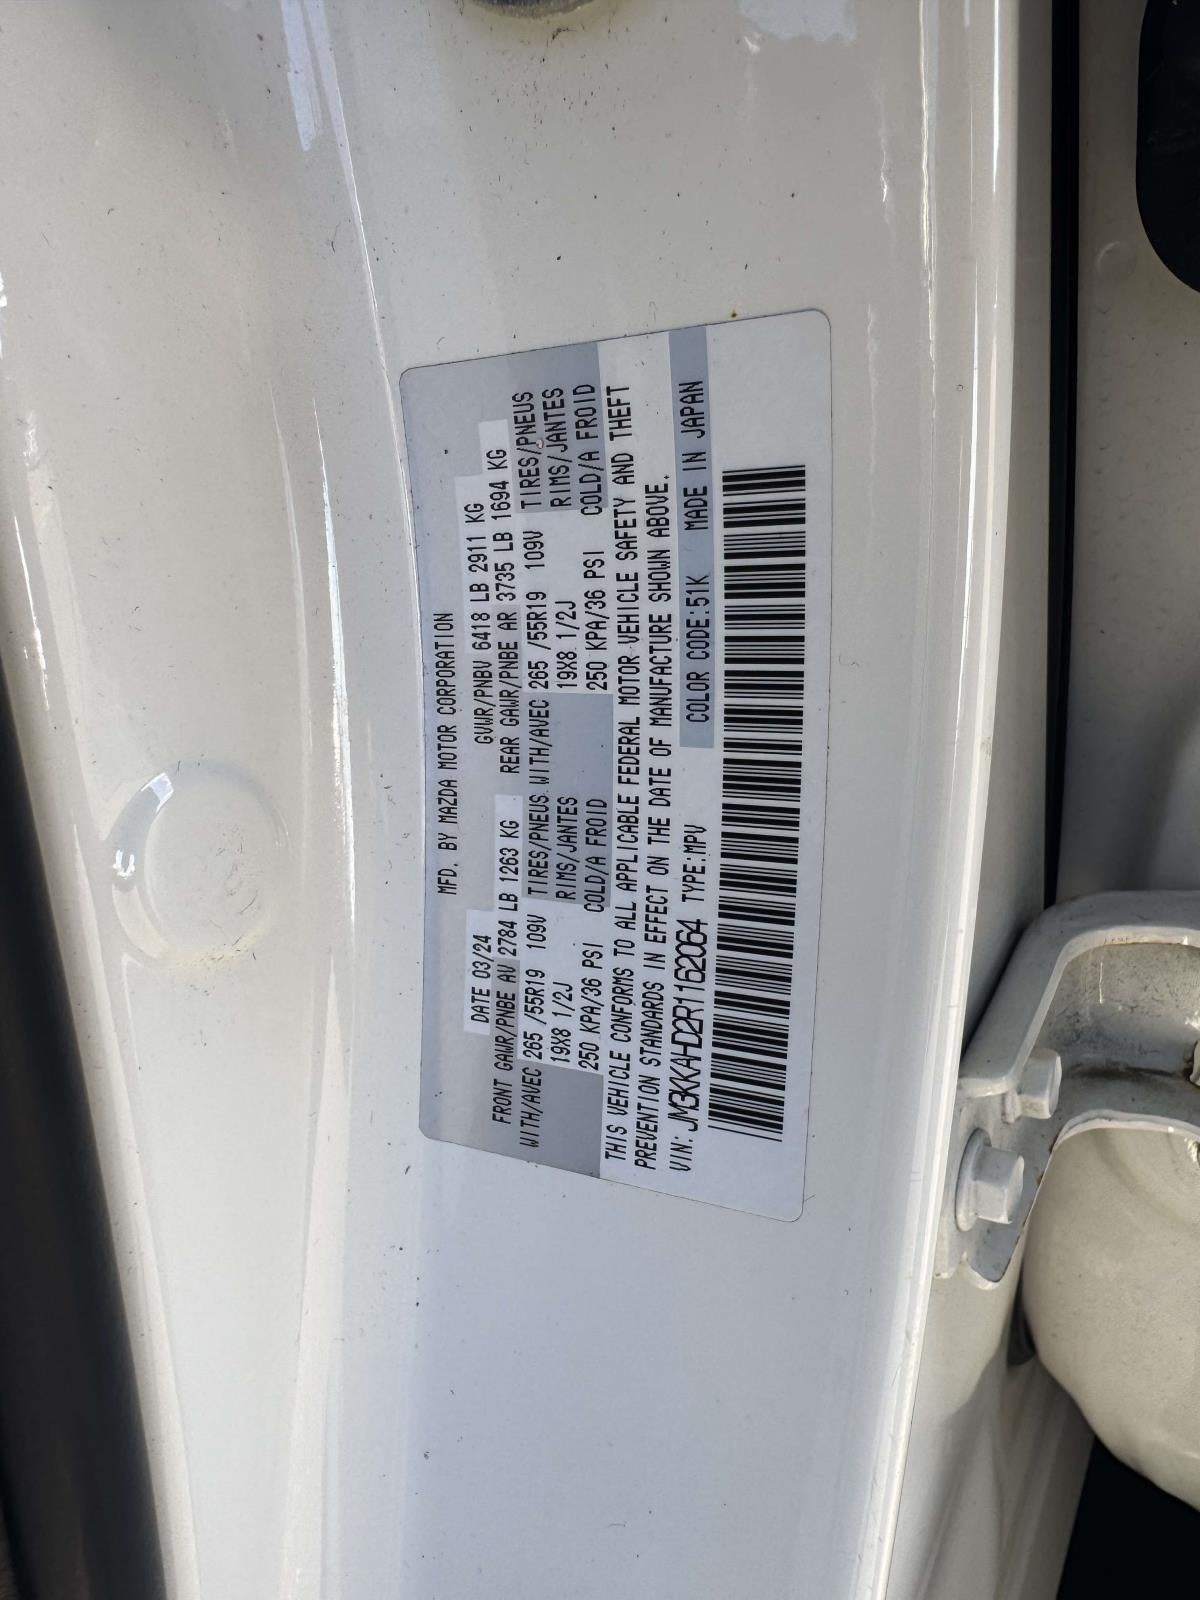 MFD. BY MAZDA MOTOR CORPORATION
DATE 03/24 GVWR/PNBV 6418 LB 2911 KG
FRONT GAWR/PNBE AV 2784 LB 1263 KG REAR GAWR/PNBE AR 3735 LB 1694 KG
WITH/AVEC 265 /55R19 109V TIRES/PNEUS WITH/AVEC 265 /55R19 109V TIRES/PNEUS
19X8 1/2J RIMS/JANTES 19X8 1/2J RIMS/JANTES
250 KPA/36 PSI COLD/A FROID 250 KPA/36 PSI COLD/A FROID
THIS VEHICLE CONFORMS TO ALL APPLICABLE FEDERAL MOTOR VEHICLE SAFETY AND THEFT
PREVENTION STANDARDS IN EFFECT ON THE DATE OF MANUFACTURE SHOWN ABOVE.
VIN: JM3KKAHD2R1162064 TYPE:MPV COLOR CODE:51K MADE IN JAPAN